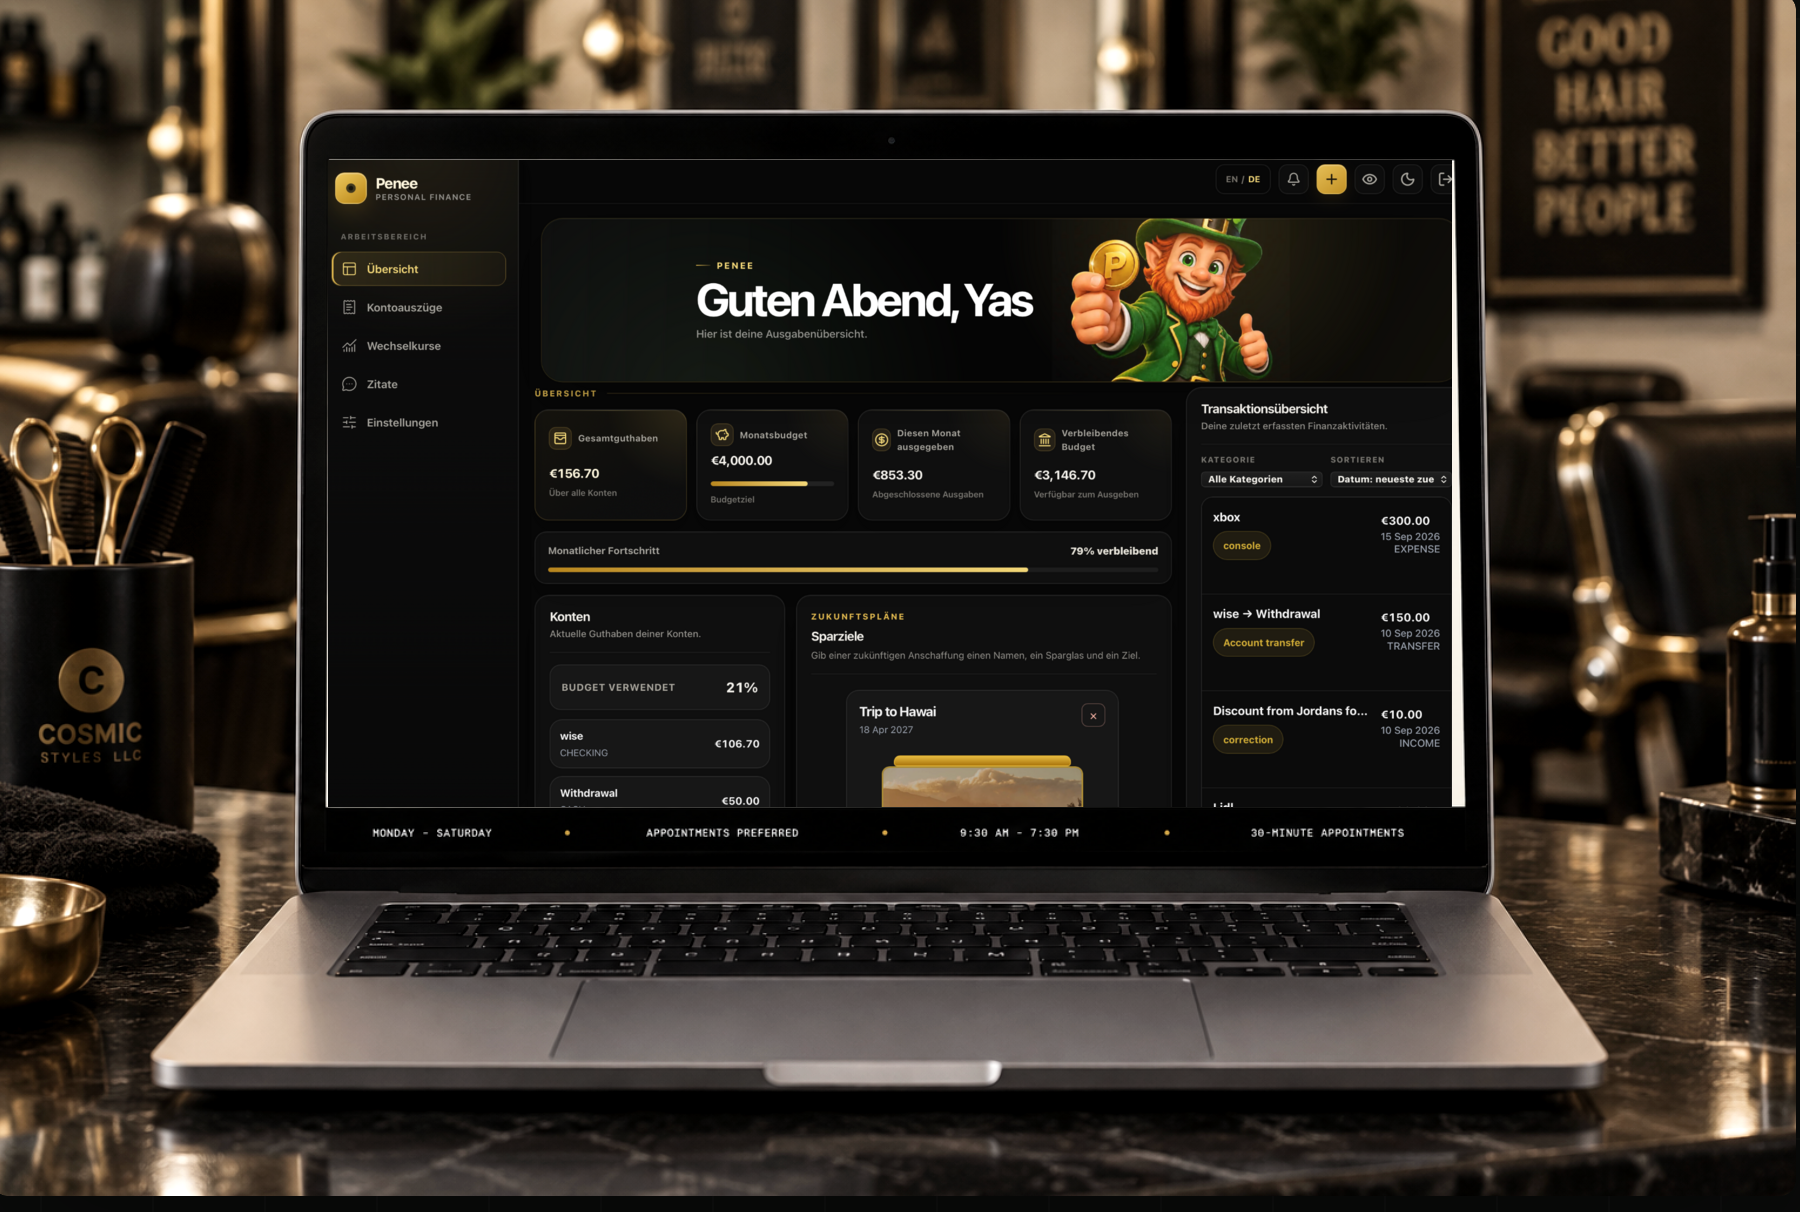 GOOD
HAIR
BETTER
PEOPLE
Penee
PERSONAL FINANCE
EN / DE
ARBEITSBEREICH
Übersicht
Kontoauszüge
Wechselkurse
Zitate
Einstellungen
PENEE
Guten Abend, Yas
Hier ist deine Ausgabenübersicht.
P
ÜBERSICHT
Gesamtguthaben
€156.70
Über alle Konten
Monatsbudget
€4,000.00
Budgetziel
Diesen Monat
ausgegeben
€853.30
Abgeschlossene Ausgaben
Verbleibendes
Budget
€3,146.70
Verfügbar zum Ausgeben
Monatlicher Fortschritt
79% verbleibend
Konten
Aktuelle Guthaben deiner Konten.
BUDGET VERWENDET
21%
wise
CHECKING
€106.70
Withdrawal
€50.00
ZUKUNFTSPLÄNE
Sparziele
Gib einer zukünftigen Anschaffung einen Namen, ein Sparglas und ein Ziel.
Trip to Hawai
18 Apr 2027
Transaktionsübersicht
Deine zuletzt erfassten Finanzaktivitäten.
KATEGORIE
SORTIEREN
Alle Kategorien
Datum: neueste zue
xbox
console
€300.00
15 Sep 2026
EXPENSE
wise → Withdrawal
Account transfer
€150.00
10 Sep 2026
TRANSFER
Discount from Jordans fo...
correction
€10.00
10 Sep 2026
INCOME
Lidl
MONDAY - SATURDAY
APPOINTMENTS PREFERRED
9:30 AM - 7:30 PM
30-MINUTE APPOINTMENTS
C
COSMIC
STYLES LLC